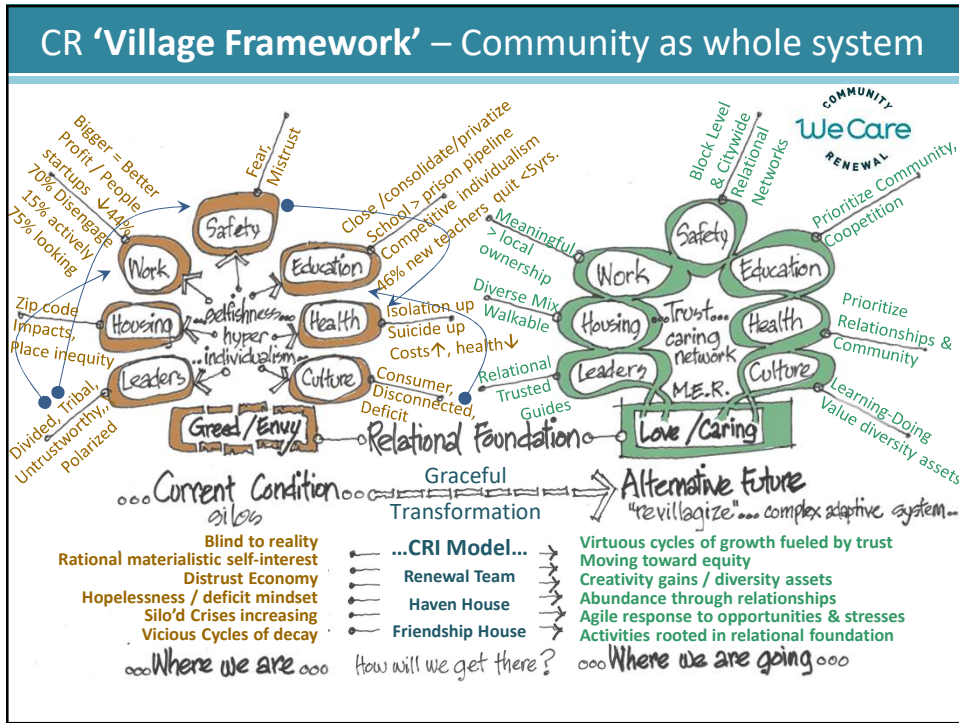 CR 'Village Framework' – Community as whole system
COMMUNITY
WeCare
RENEWAL
Bigger = Better
Profit / People
startups ↓44%
70% Disengage
15% actively
75% looking
Fear,
Mistrust
Close /consolidate/privatize
School > prison pipeline
Competitive individualism
46% new teachers quit <5yrs.
Safety
Work
Education
Housing
Health
Leaders
Culture
...selfishness...
hyper
individualism...
Zip code
Impacts,
Place inequity
Isolation up
Suicide up
Costs↑, health↓
Divided, Tribal,
Untrustworthy,,
Polarized
Consumer,
Disconnected,
Deficit
Greed/Envy
Relational Foundation
Block Level
& Citywide
Relational
Networks
Prioritize Community,
Coopetition
Meaningful
> local
ownership
Diverse Mix
Walkable
Relational
Trusted
Guides
Safety
Work
Education
Housing
Health
Leaders
Culture
...Trust...
caring
network
M.E.R.
Prioritize
Relationships &
Community
Learning-Doing
Value diversity assets
Love/Caring
...Current Condition...
silos
Graceful
Transformation
Alternative Future
"revillagize"... complex adaptive system...
Blind to reality
Rational materialistic self-interest
Distrust Economy
Hopelessness / deficit mindset
Silo'd Crises increasing
Vicious Cycles of decay
...CRI Model...
Renewal Team
Haven House
Friendship House
Virtuous cycles of growth fueled by trust
Moving toward equity
Creativity gains / diversity assets
Abundance through relationships
Agile response to opportunities & stresses
Activities rooted in relational foundation
...Where we are...
How will we get there?
...Where we are going...